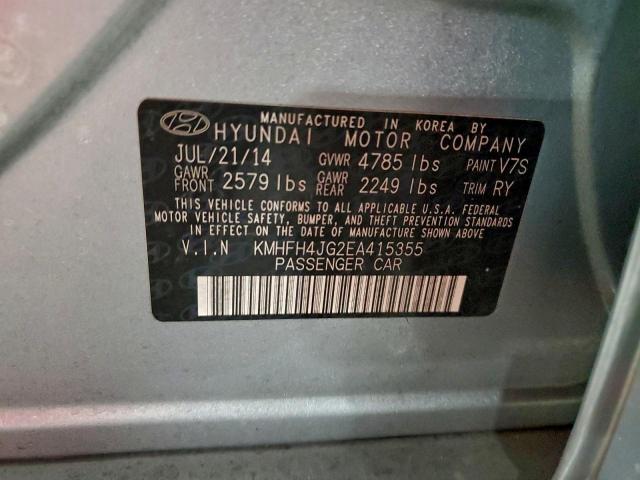 MANUFACTURED IN KOREA BY
HYUNDAI MOTOR COMPANY
JUL/21/14 GVWR 4785 lbs PAINT V7S
GAWR FRONT 2579 lbs GAWR REAR 2249 lbs TRIM RY
THIS VEHICLE CONFORMS TO ALL APPLICABLE U.S.A. FEDERAL
MOTOR VEHICLE SAFETY, BUMPER, AND THEFT PREVENTION
STANDARDS IN EFFECT ON THE DATE OF MANUFACTURE SHOWN ABOVE.
V.I.N KMHFH4JG2EA415355
PASSENGER CAR